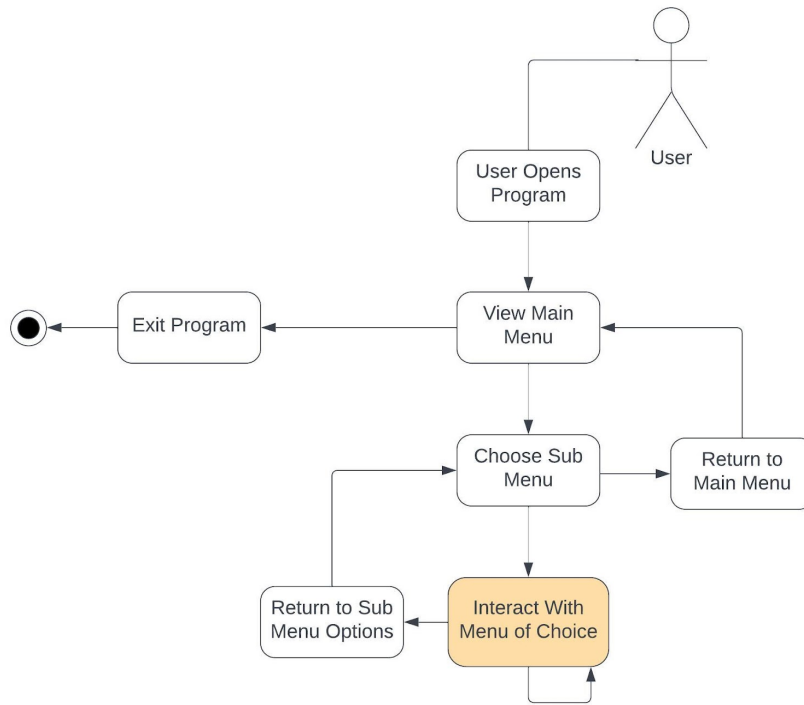 User
User Opens
Program
View Main
Menu
Exit Program
Choose Sub
Menu
Return to
Main Menu
Interact With
Menu of Choice
Return to Sub
Menu Options